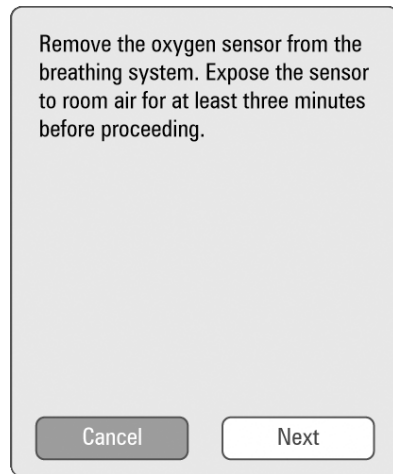 Remove the oxygen sensor from the
breathing system. Expose the sensor
to room air for at least three minutes
before proceeding.
Cancel
Next